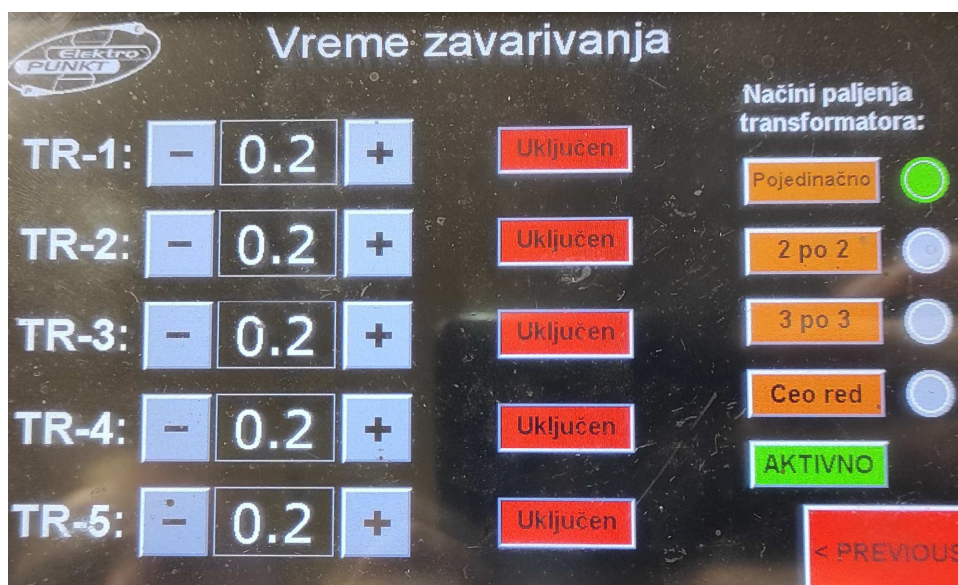 Elektro
PUNKT
Vreme zavarivanja
Načini paljenja
transformatora:
TR-1: - 0.2 + Uključen
Pojedinačno
TR-2: - 0.2 + Uključen
2 po 2
TR-3: - 0.2 + Uključen
3 po 3
Ceo red
TR-4: - 0.2 + Uključen
AKTIVNO
TR-5: - 0.2 + Uključen
< PREVIOUS